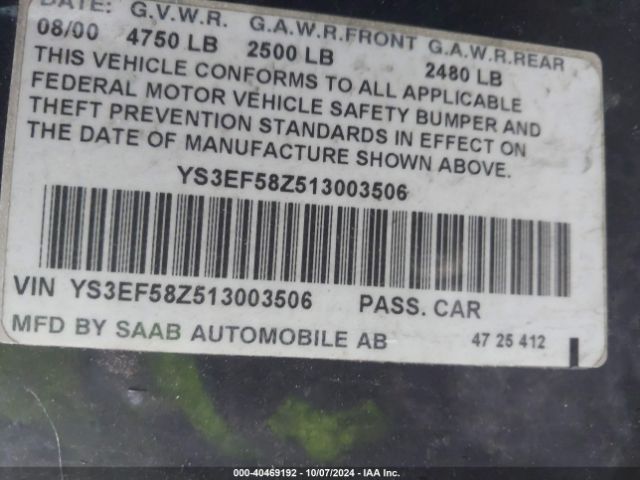 DATE: G.V.W.R. G.A.W.R.FRONT G.A.W.R.REAR
08/00 4750 LB 2500 LB 2480 LB
THIS VEHICLE CONFORMS TO ALL APPLICABLE
FEDERAL MOTOR VEHICLE SAFETY BUMPER AND
THEFT PREVENTION STANDARDS IN EFFECT ON
THE DATE OF MANUFACTURE SHOWN ABOVE.
YS3EF58Z513003506
VIN YS3EF58Z513003506 PASS. CAR
MFD BY SAAB AUTOMOBILE AB 47 25 412
000-40469192 - 10/07/2024 - IAA Inc.